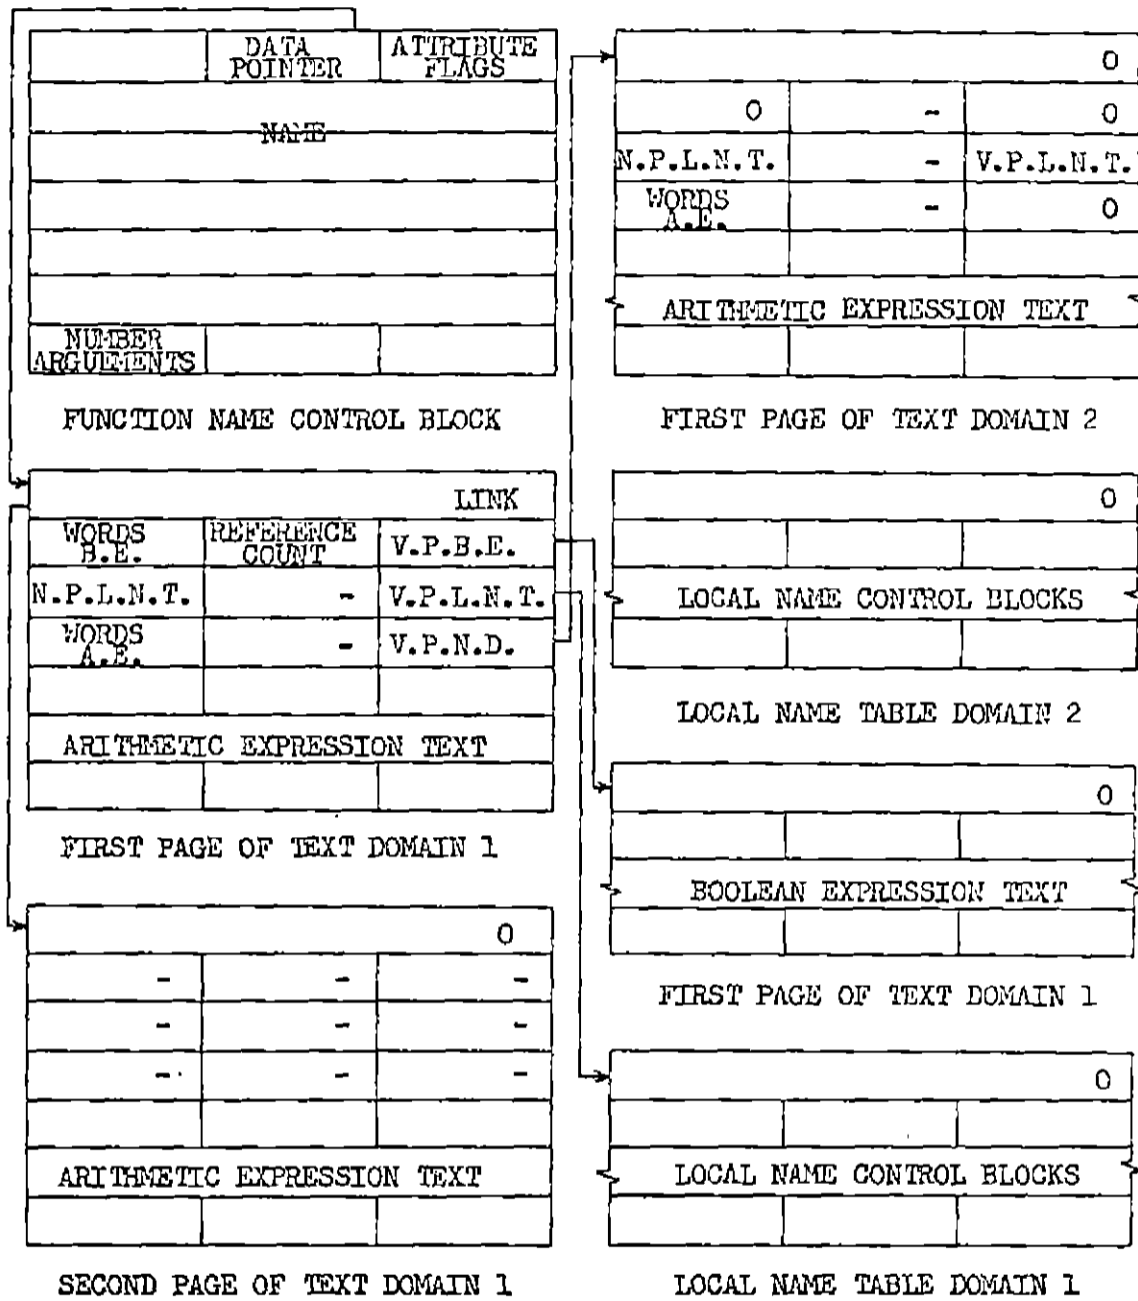 DATA
POINTER
ATTRIBUTE
FLAGS
NAME
NUMBER
ARGUEMENTS
FUNCTION NAME CONTROL BLOCK
LINK
WORDS
B.E.
REFERENCE
COUNT
V.P.B.E.
N.P.L.N.T. - V.P.L.N.T.
WORDS
A.E.
- V.P.N.D.
ARITHMETIC EXPRESSION TEXT
FIRST PAGE OF TEXT DOMAIN 1
0
- - -
- - -
- - -
ARITHMETIC EXPRESSION TEXT
SECOND PAGE OF TEXT DOMAIN 1
0
0 - 0
N.P.L.N.T. - V.P.L.N.T.
WORDS
A.E.
- 0
ARITHMETIC EXPRESSION TEXT
FIRST PAGE OF TEXT DOMAIN 2
0
LOCAL NAME CONTROL BLOCKS
LOCAL NAME TABLE DOMAIN 2
0
BOOLEAN EXPRESSION TEXT
FIRST PAGE OF TEXT DOMAIN 1
0
LOCAL NAME CONTROL BLOCKS
LOCAL NAME TABLE DOMAIN 1